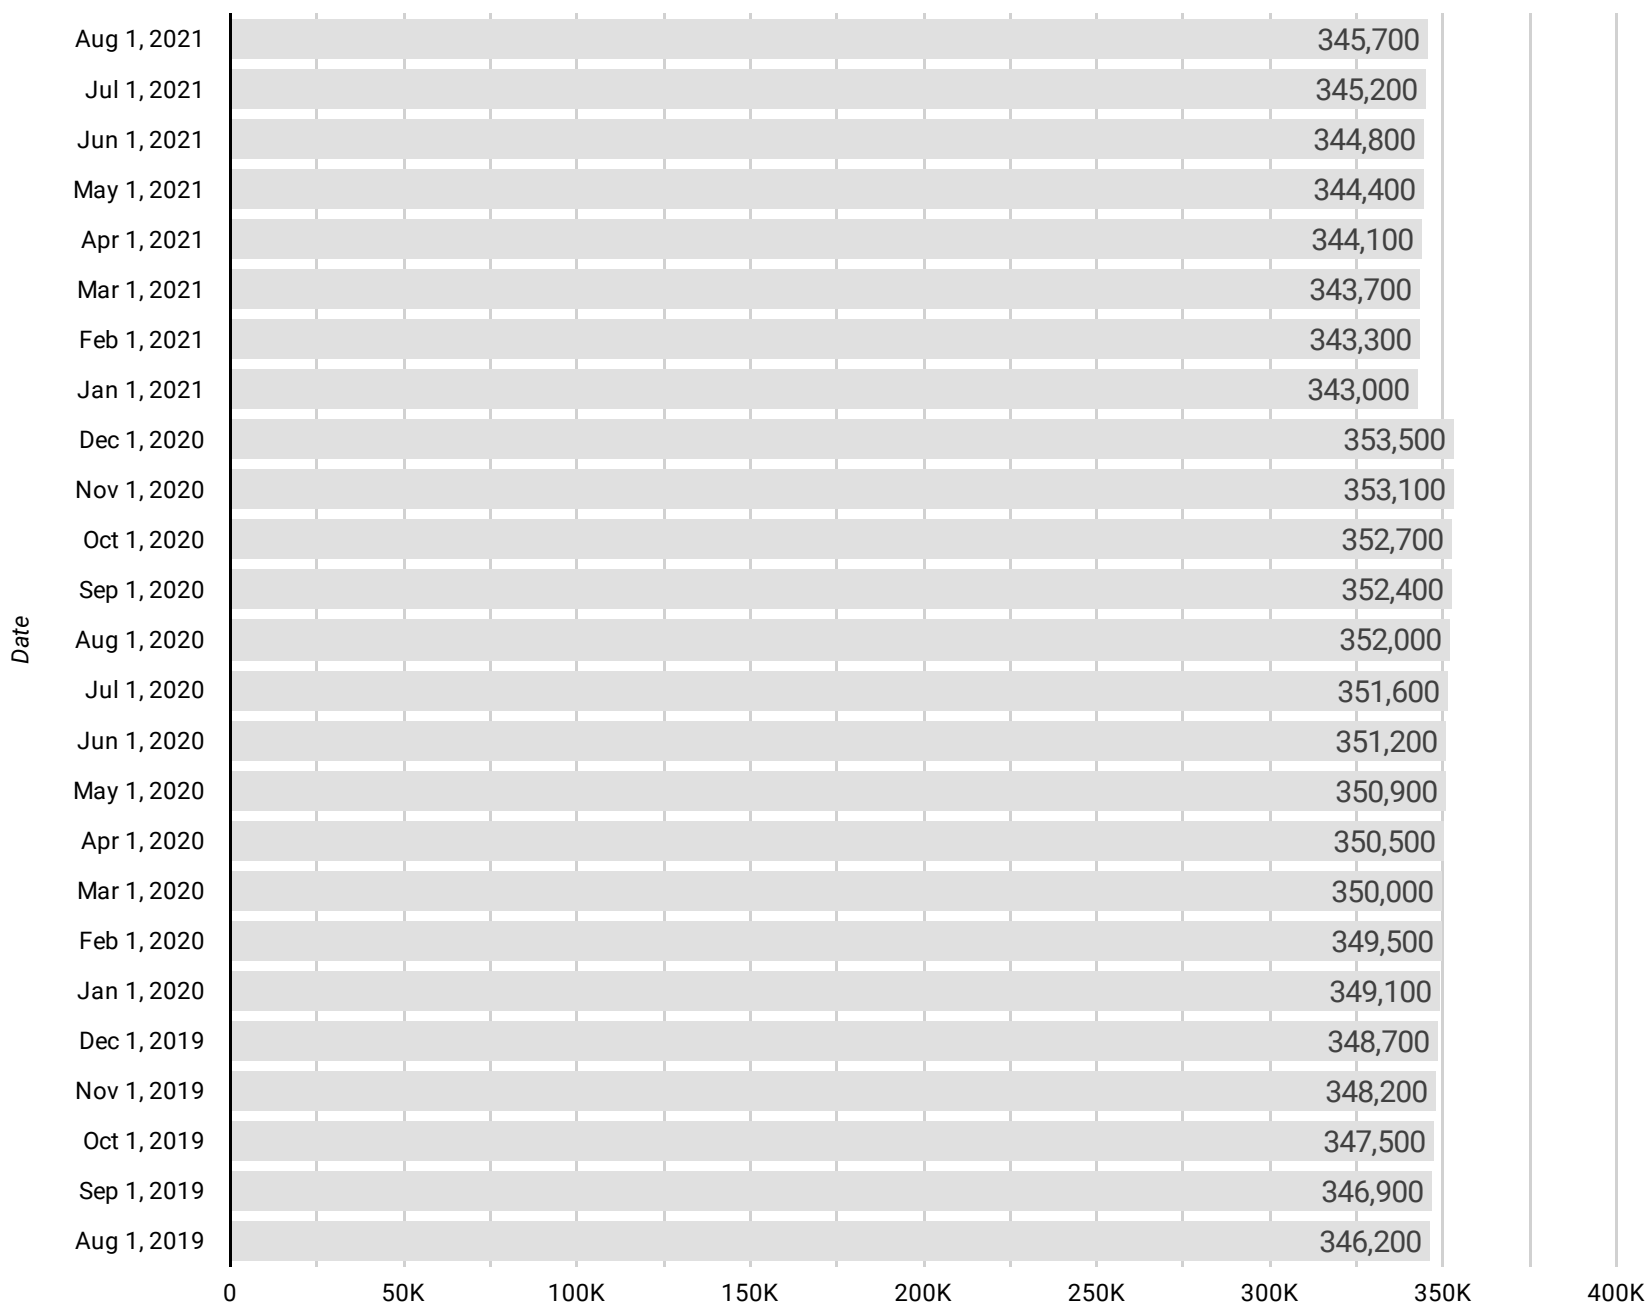 Aug 1, 2021 345,700
Jul 1, 2021 345,200
Jun 1, 2021 344,800
May 1, 2021 344,400
Apr 1, 2021 344,100
Mar 1, 2021 343,700
Feb 1, 2021 343,300
Jan 1, 2021 343,000
Dec 1, 2020 353,500
Nov 1, 2020 353,100
Oct 1, 2020 352,700
Sep 1, 2020 352,400
Date
Aug 1, 2020 352,000
Jul 1, 2020 351,600
Jun 1, 2020 351,200
May 1, 2020 350,900
Apr 1, 2020 350,500
Mar 1, 2020 350,000
Feb 1, 2020 349,500
Jan 1, 2020 349,100
Dec 1, 2019 348,700
Nov 1, 2019 348,200
Oct 1, 2019 347,500
Sep 1, 2019 346,900
Aug 1, 2019 346,200
0 50K 100K 150K 200K 250K 300K 350K 400K